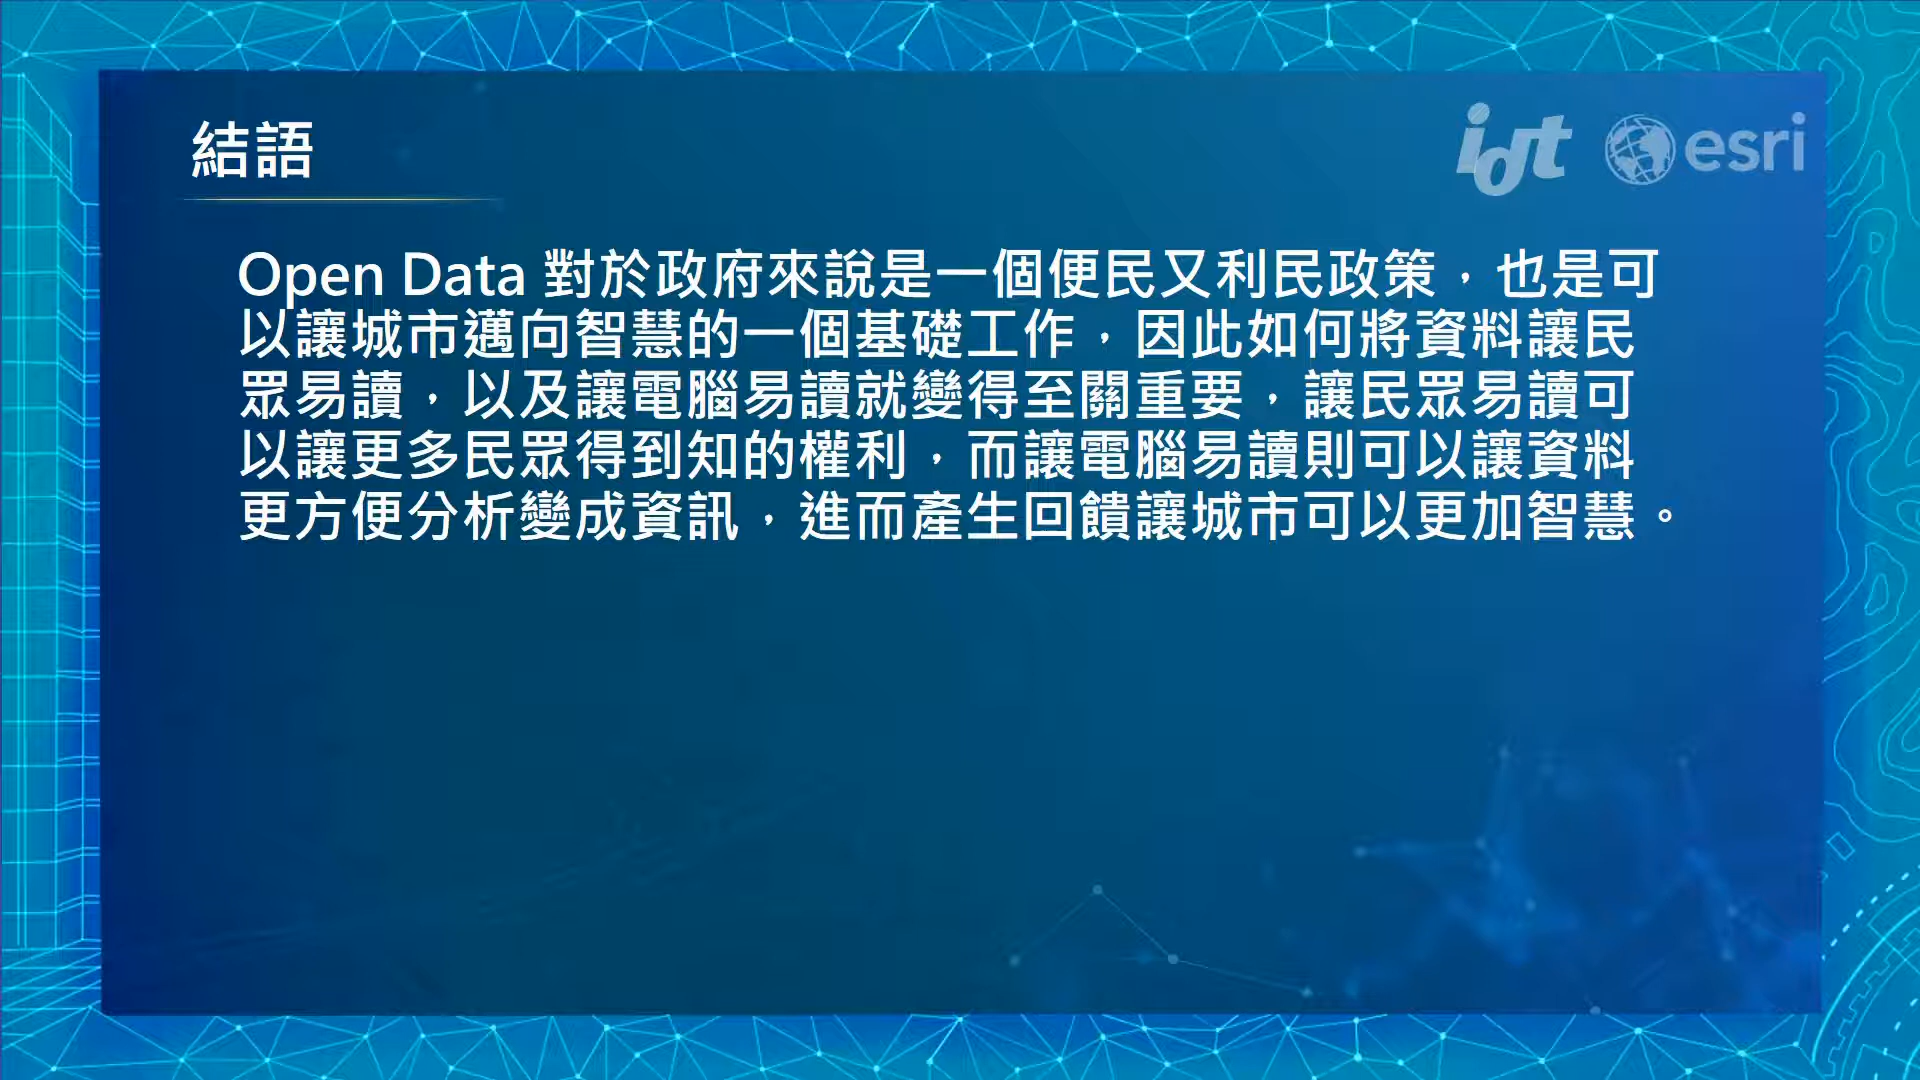 結語
idt esri
Open Data 對於政府來說是一個便民又利民政策，也是可
以讓城市邁向智慧的一個基礎工作，因此如何將資料讓民
眾易讀，以及讓電腦易讀就變得至關重要，讓民眾易讀可
以讓更多民眾得到知的權利，而讓電腦易讀則可以讓資料
更方便分析變成資訊，進而產生回饋讓城市可以更加智慧。